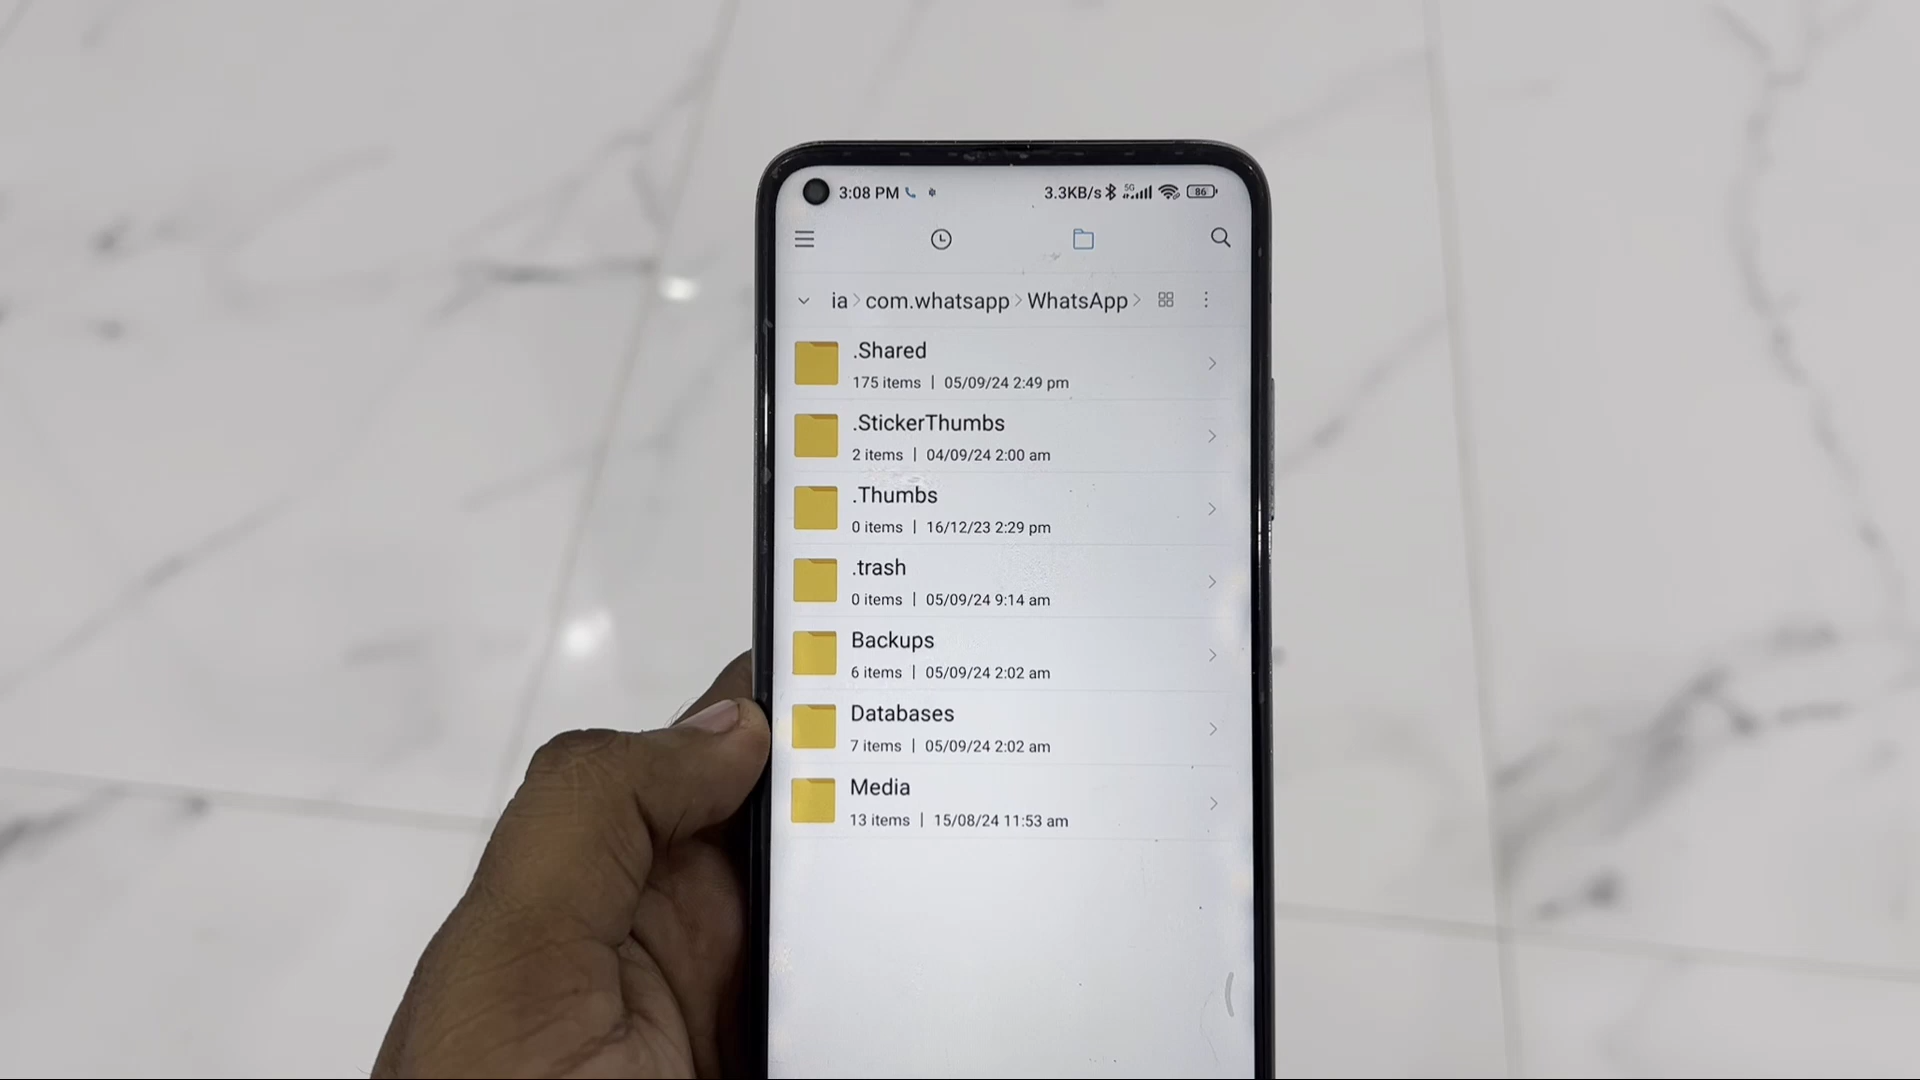 3:08 PM 3.3KB/s 5G 86
ia > com.whatsapp > WhatsApp >
.Shared
175 items | 05/09/24 2:49 pm
.StickerThumbs
2 items | 04/09/24 2:00 am
.Thumbs
0 items | 16/12/23 2:29 pm
.trash
0 items | 05/09/24 9:14 am
Backups
6 items | 05/09/24 2:02 am
Databases
7 items | 05/09/24 2:02 am
Media
13 items | 15/08/24 11:53 am